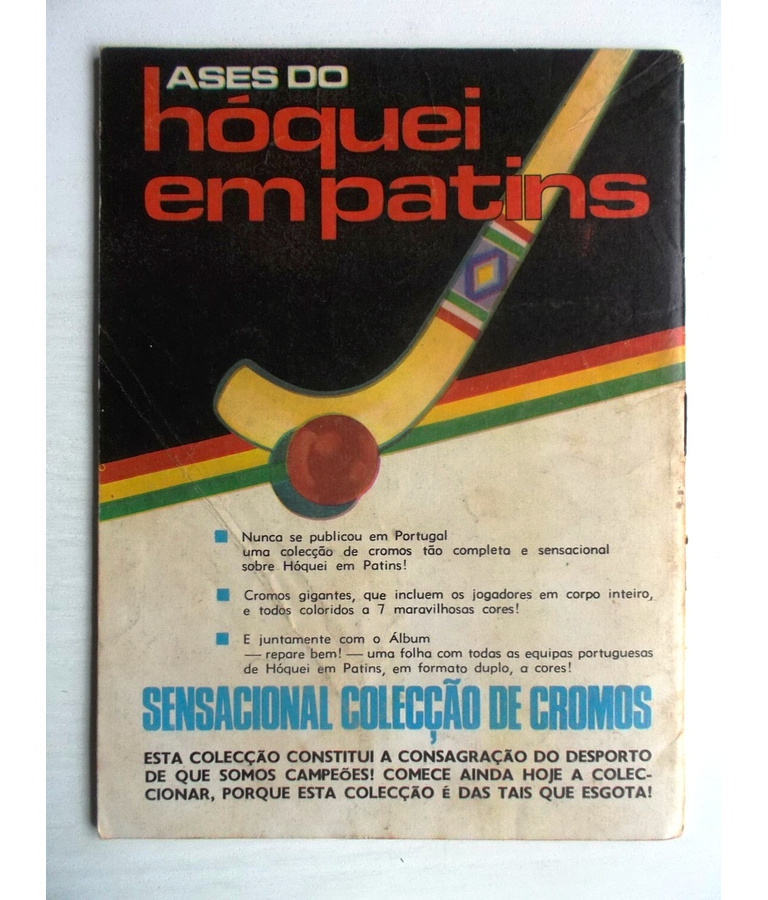 ASES DO
hóquei
em patins
Nunca se publicou em Portugal
uma colecção de cromos tão completa e sensacional
sobre Hóquei em Patins!
Cromos gigantes, que incluem os jogadores em corpo inteiro,
e todos coloridos a 7 maravilhosas cores!
E juntamente com o Álbum
— repare bem! — uma folha com todas as equipas portuguesas
de Hóquei em Patins, em formato duplo, a cores!
SENSACIONAL COLECÇÃO DE CROMOS
ESTA COLECÇÃO CONSTITUI A CONSAGRAÇÃO DO DESPORTO
DE QUE SOMOS CAMPEÕES! COMECE AINDA HOJE A COLEC-
CIONAR, PORQUE ESTA COLECÇÃO É DAS TAIS QUE ESGOTA!